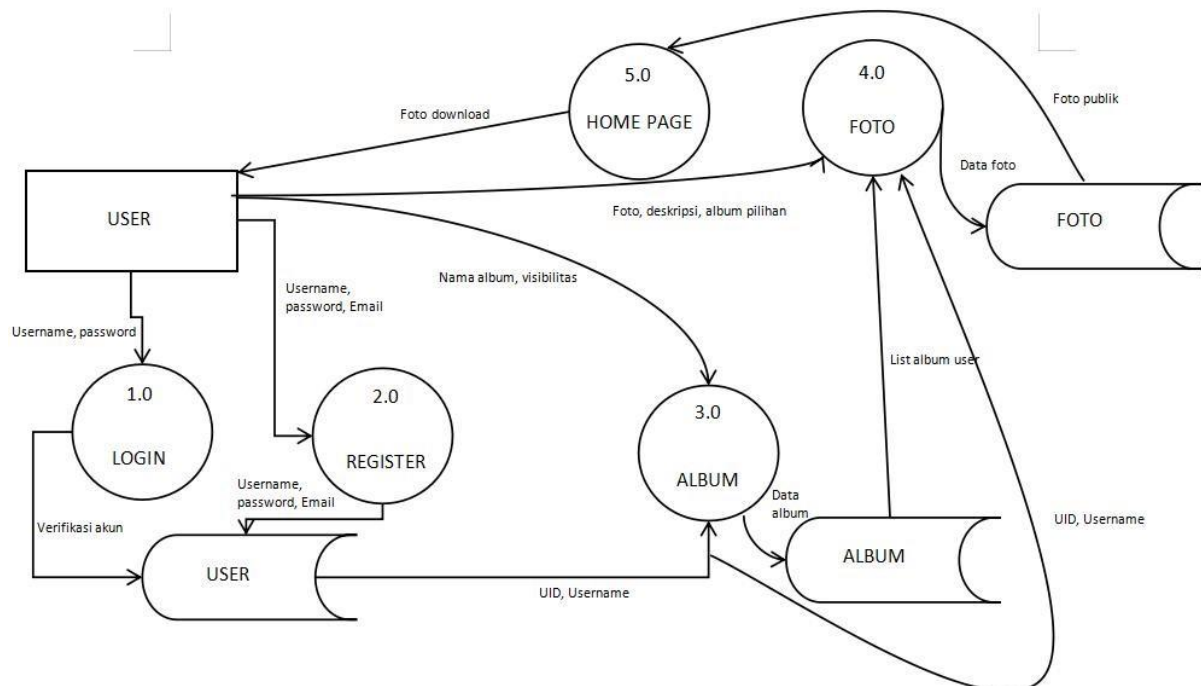 5.0
HOME PAGE
4.0
FOTO
Foto publik
Foto download
Data foto
USER
Foto, deskripsi, album pilihan
FOTO
Nama album, visibilitas
Username,
password, Email
Username, password
List album user
1.0
LOGIN
2.0
REGISTER
3.0
ALBUM
Username,
password, Email
Data
album
Verifikasi akun
UID, Username
ALBUM
USER
UID, Username